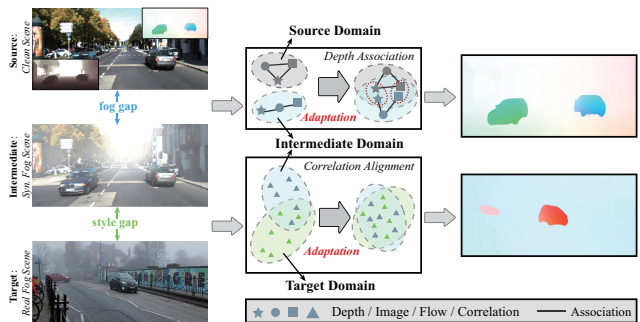 Source:
Clean Scene
fog gap
Intermediate:
Syn. Fog Scene
style gap
Target:
Real Fog Scene
Source Domain
Depth Association
Adaptation
Intermediate Domain
Correlation Alignment
Adaptation
Target Domain
Depth / Image / Flow / Correlation
Association